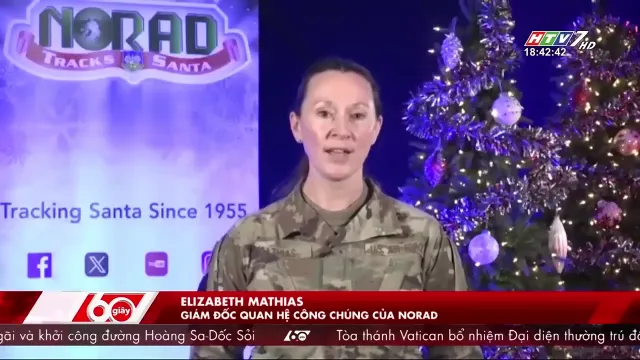 NORAD
TRACKS SANTA
HTV7 HD
18:42:42
Tracking Santa Since 1955
ELIZABETH MATHIAS
GIÁM ĐỐC QUAN HỆ CÔNG CHÚNG CỦA NORAD
60 giây
gãi và khởi công đường Hoàng Sa-Dốc Sỏi 60 Tòa thánh Vatican bổ nhiệm Đại diện thường trú đ